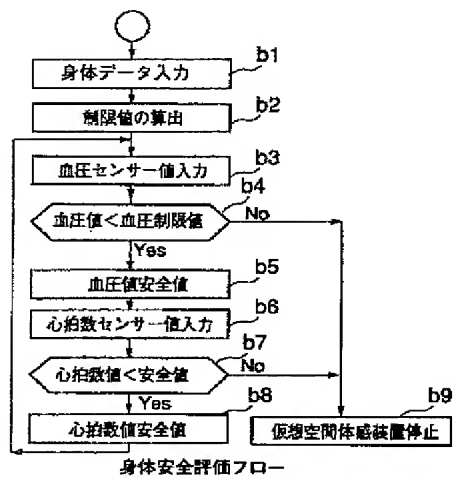 b1
身体データ入力
b2
制限値の算出
b3
血圧センサー値入力
b4
血圧値<血圧制限値
No
Yes
b5
血圧値安全値
b6
心拍数センサー値入力
b7
心拍数値<安全値
No
Yes
b8
心拍数値安全値
b9
仮想空間体感装置停止
身体安全評価フロー